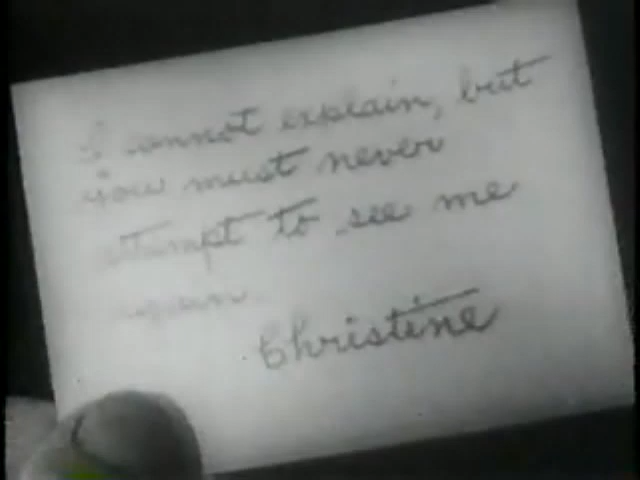 I cannot explain, but
you must never
attempt to see me
again
Christine